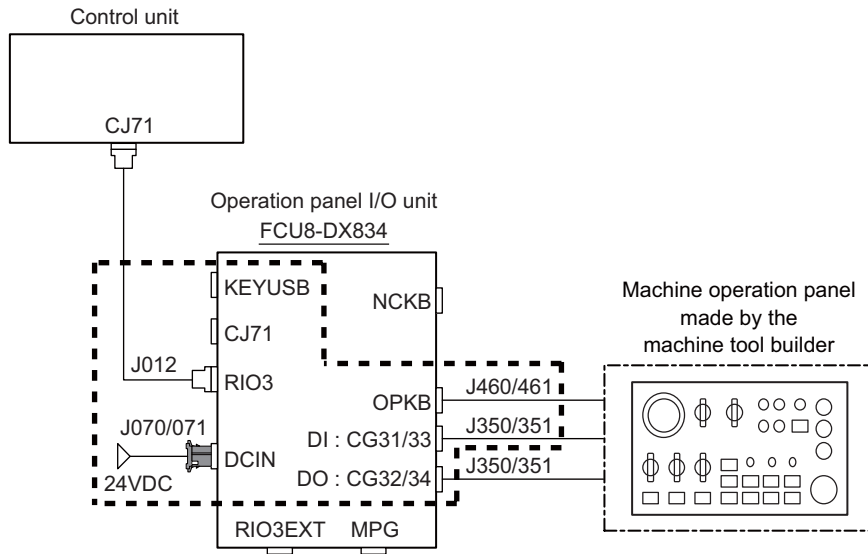 Control unit
CJ71
Operation panel I/O unit
FCU8-DX834
KEYUSB
NCKB
CJ71
J012
RIO3
Machine operation panel
made by the
machine tool builder
OPKB
J460/461
J070/071
DI : CG31/33
J350/351
DCIN
24VDC
DO : CG32/34
J350/351
RIO3EXT
MPG